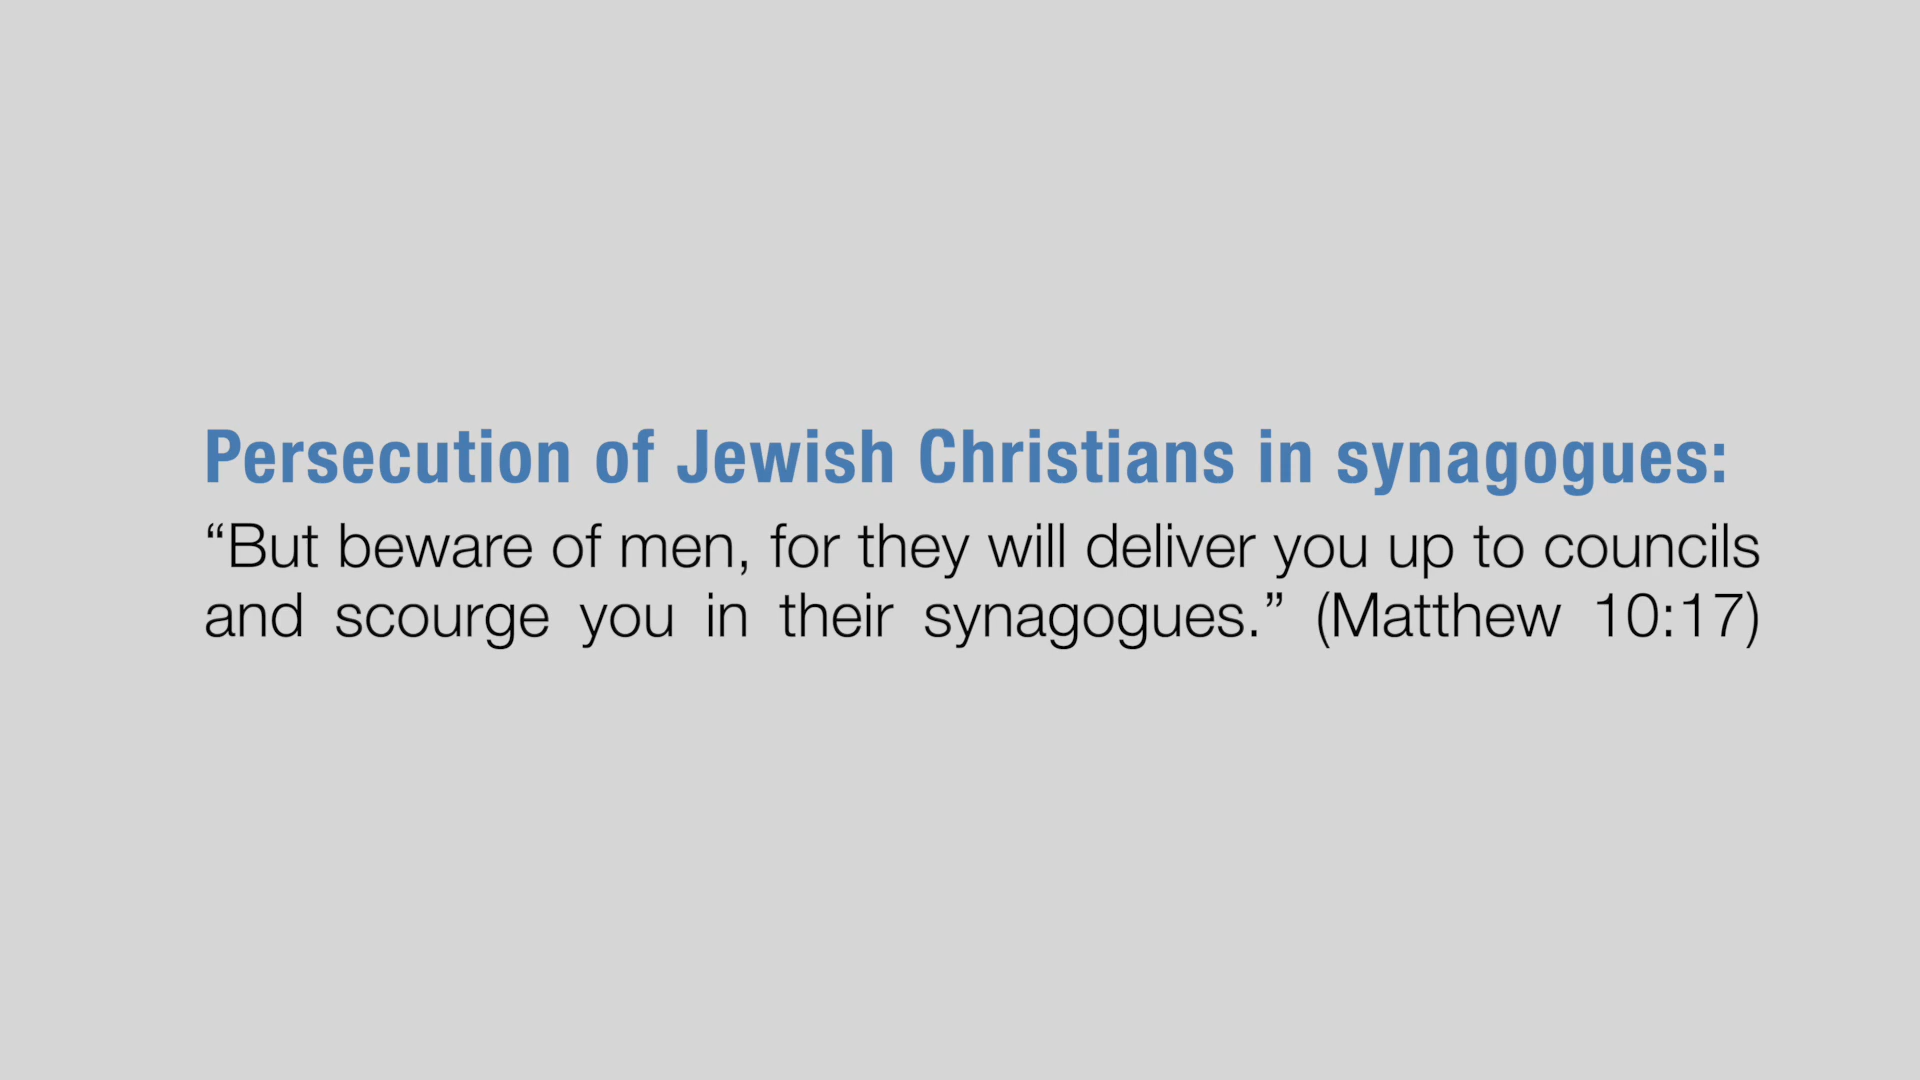 Persecution of Jewish Christians in synagogues:
“But beware of men, for they will deliver you up to councils
and scourge you in their synagogues.” (Matthew 10:17)